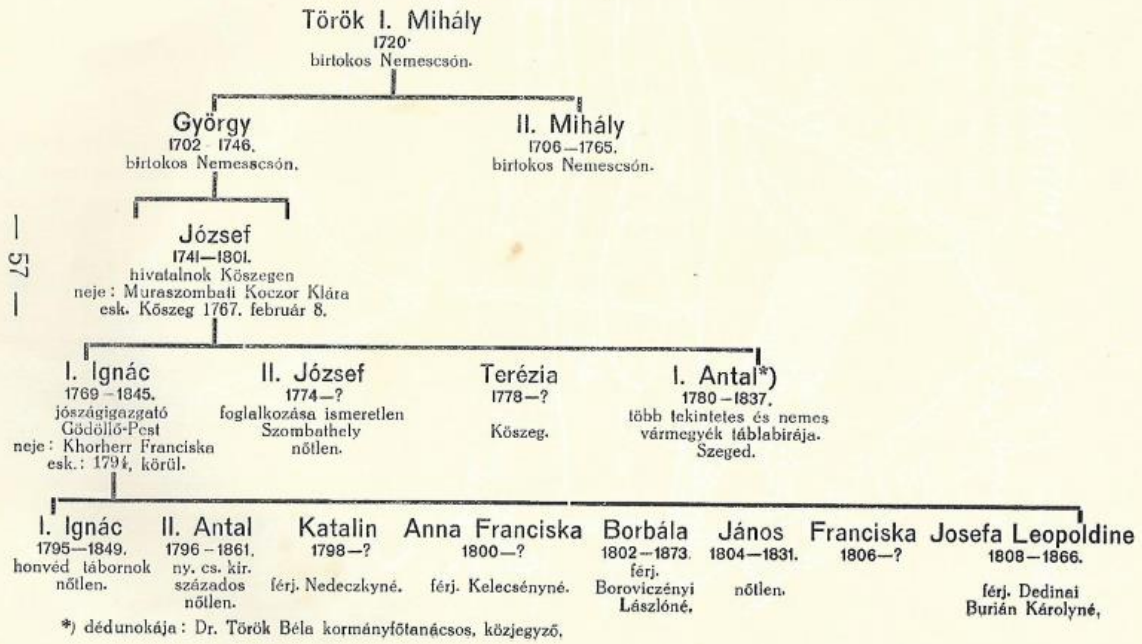 Török I. Mihály
1720·
birtokos Nemescsón.
György
1702 - 1746.
birtokos Nemesscsón.
II. Mihály
1706—1765.
birtokos Nemescsón.
— 57 —
József
1741—1801.
hivatalnok Köszegen
neje: Muraszombati Koczor Klára
esk. Kőszeg 1767. február 8.
I. Ignác
1769 -1845.
jószágigazgató
Gödöllő-Pest
neje: Khorherr Franciska
esk.: 1794, körül.
II. József
1774—?
foglalkozása ismeretlen
Szombathely
nőtlen.
Terézia
1778—?
Köszeg.
I. Antal*)
1780 -1837.
több tekintetes és nemes
vármegyék táblabirája.
Szeged.
I. Ignác
1795—1849.
honvéd tábornok
nőtlen.
II. Antal
1796 -1861.
ny. cs. kir.
százados
nőtlen.
Katalin
1798—?
férj. Nedeczkyné.
Anna Franciska
1800—?
férj. Kelecsényné.
Borbála
1802—1873.
férj.
Boroviczényi
Lászlóné.
János
1804—1831.
nőtlen.
Franciska
1806—?
Josefa Leopoldine
1808—1866.
férj. Dedinai
Burián Károlyné,
*) dédunokája: Dr. Török Béla kormányfőtanácsos, közjegyző,